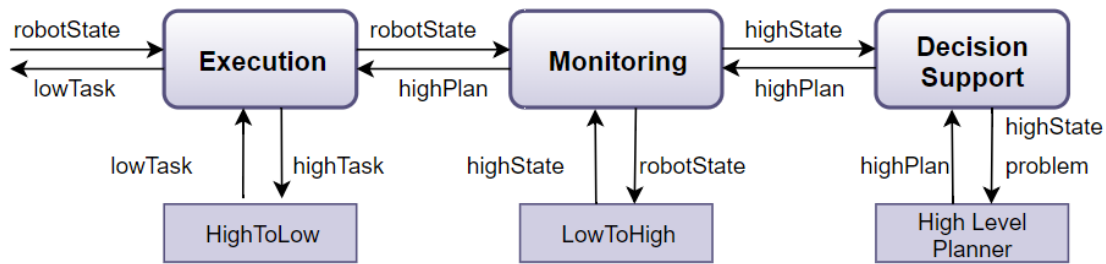 robotState
lowTask
Execution
robotState
highPlan
Monitoring
highState
highPlan
Decision
Support
lowTask
highTask
highState
robotState
highPlan
highState
problem
HighToLow
LowToHigh
High Level
Planner